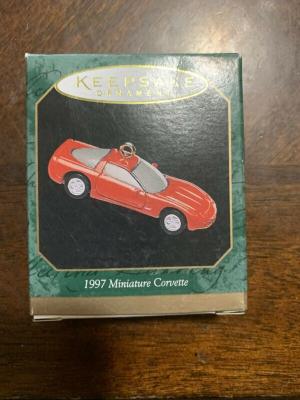 KEEPSAKE
ORNAMENT
1997 Miniature Corvette